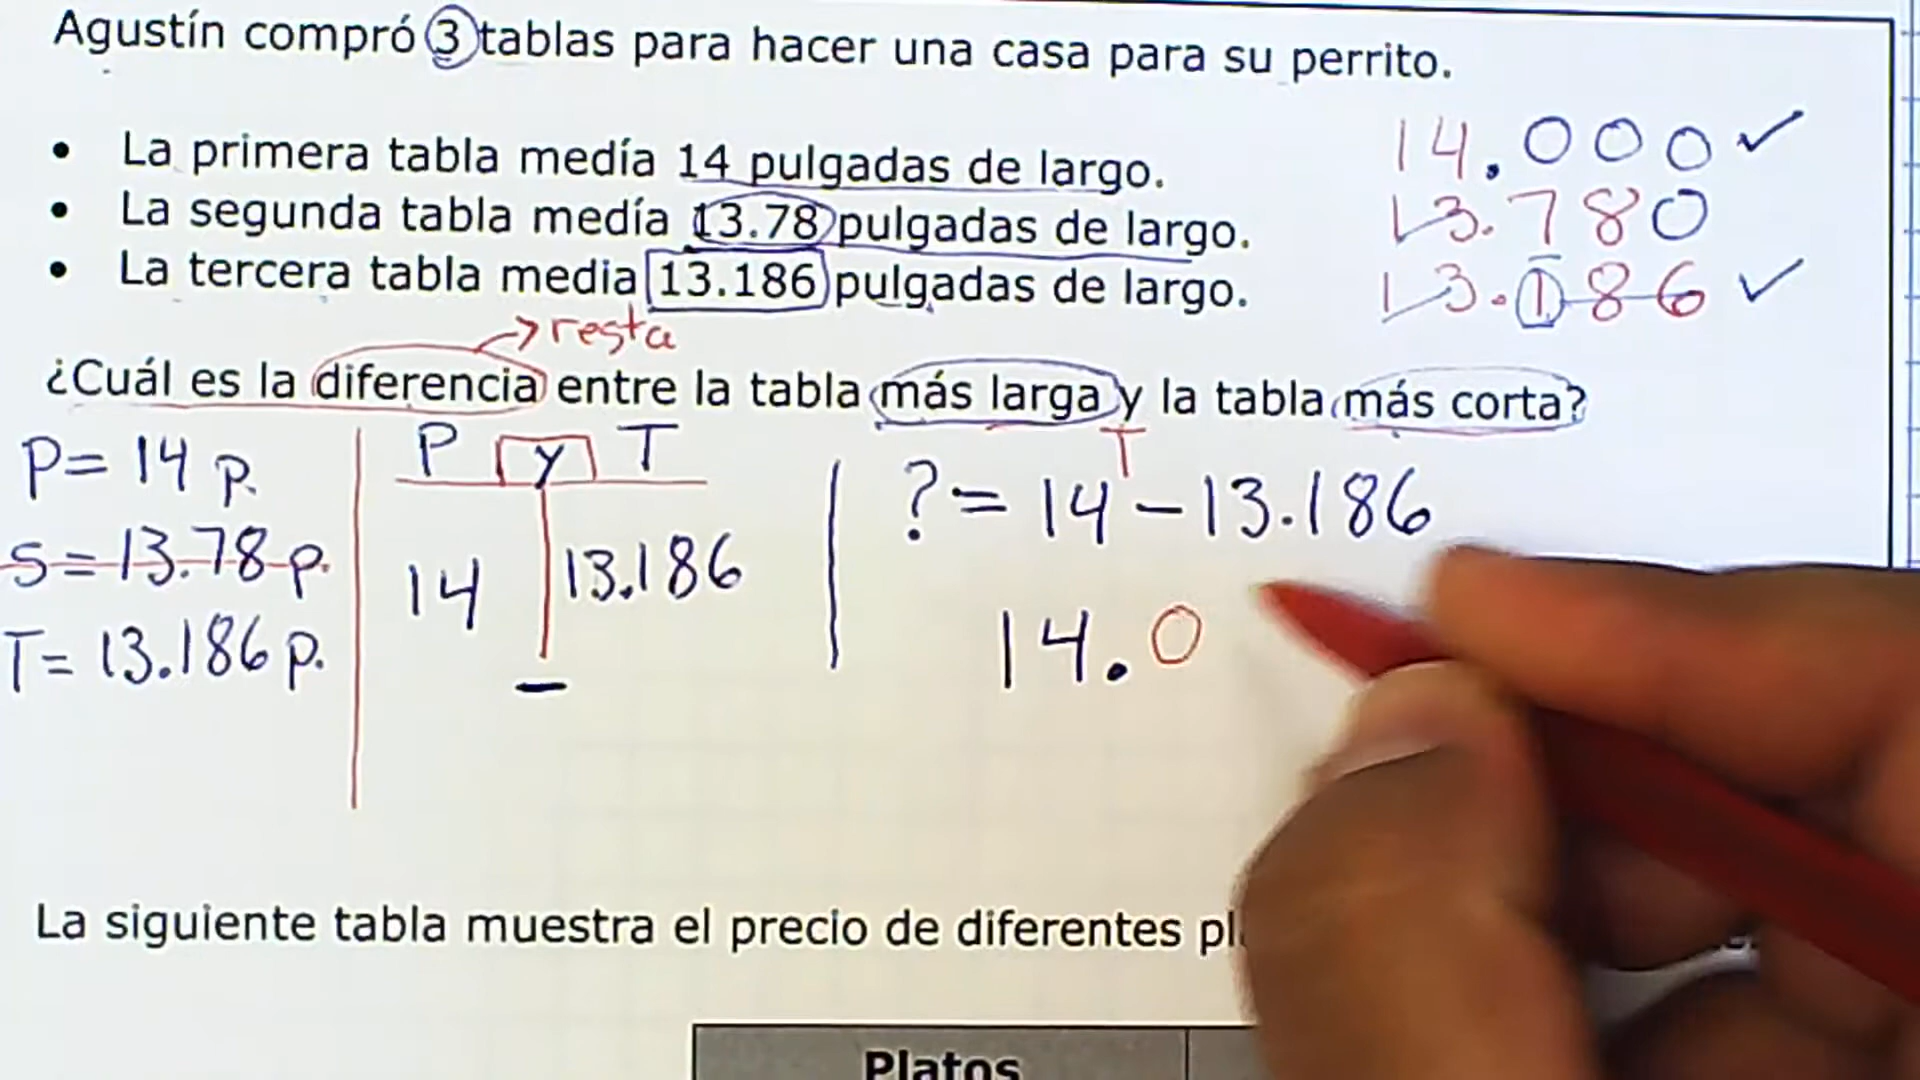 Agustín compró 3 tablas para hacer una casa para su perrito.
• La primera tabla medía 14 pulgadas de largo.
• La segunda tabla medía 13.78 pulgadas de largo.
• La tercera tabla media 13.186 pulgadas de largo.
14.000 ✓
13.780
13.186 ✓
→ resta
¿Cuál es la diferencia entre la tabla más larga y la tabla más corta?
P= 14 p.
S=13.78 p.
T= 13.186 p.
P y T
14 13.186
−
T
? = 14 − 13.186
14.0
La siguiente tabla muestra el precio de diferentes
Platos